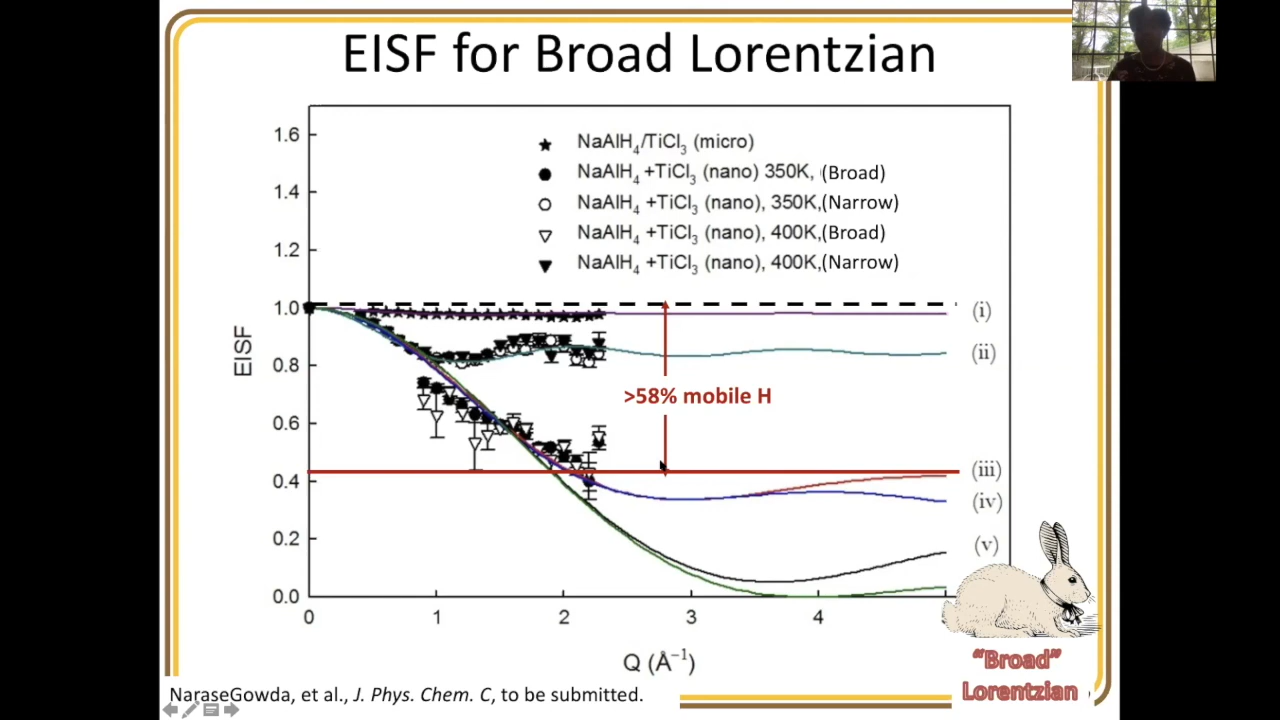 EISF for Broad Lorentzian
1.6
1.4
1.2
1.0
0.8
0.6
0.4
0.2
0.0
EISF
NaAlH₄/TiCl₃ (micro)
NaAlH₄ +TiCl₃ (nano) 350K, (Broad)
NaAlH₄ +TiCl₃ (nano), 350K,(Narrow)
NaAlH₄ +TiCl₃ (nano), 400K,(Broad)
NaAlH₄ +TiCl₃ (nano), 400K,(Narrow)
(i)
(ii)
>58% mobile H
(iii)
(iv)
(v)
0 1 2 3 4
Q (Å⁻¹)
“Broad”
Lorentzian
NaraseGowda, et al., J. Phys. Chem. C, to be submitted.